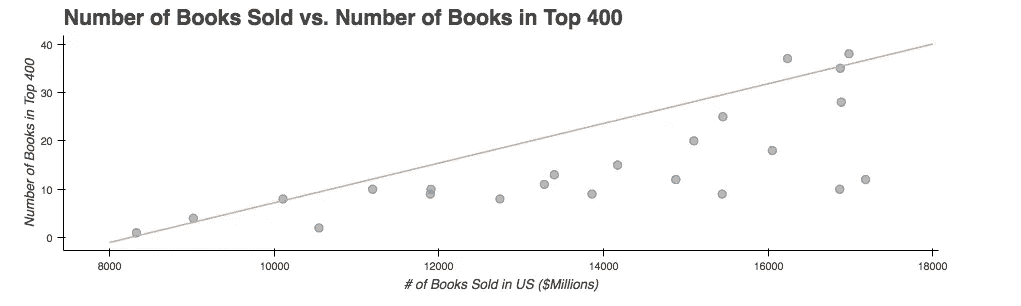 Number of Books Sold vs. Number of Books in Top 400
40
30
20
10
0
Number of Books in Top 400
8000 10000 12000 14000 16000 18000
# of Books Sold in US ($Millions)